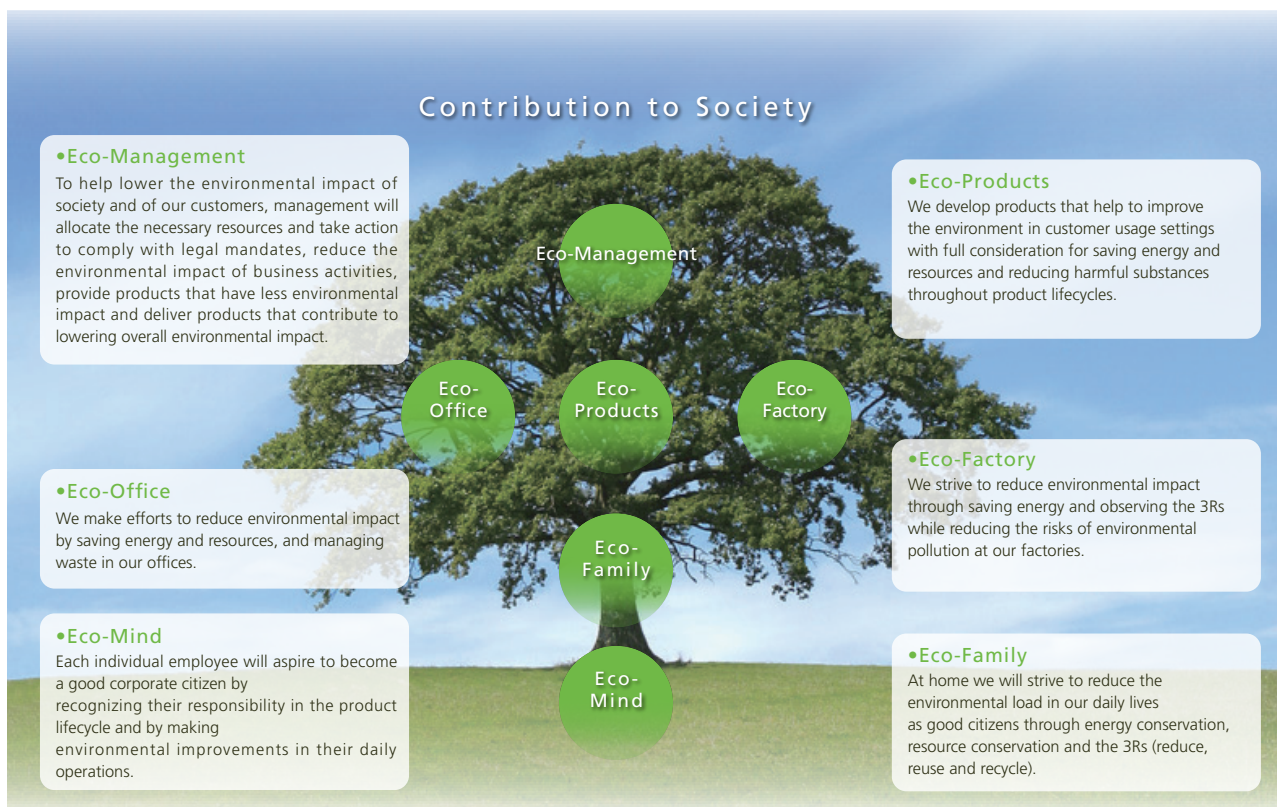 Contribution to Society
•Eco-Management
To help lower the environmental impact of
society and of our customers, management will
allocate the necessary resources and take action
to comply with legal mandates, reduce the
environmental impact of business activities,
provide products that have less environmental
impact and deliver products that contribute to
lowering overall environmental impact.
•Eco-Office
We make efforts to reduce environmental impact
by saving energy and resources, and managing
waste in our offices.
•Eco-Mind
Each individual employee will aspire to become
a good corporate citizen by
recognizing their responsibility in the product
lifecycle and by making
environmental improvements in their daily
operations.
Eco-Management
Eco-
Office
Eco-
Products
Eco-
Factory
Eco-
Family
Eco-
Mind
•Eco-Products
We develop products that help to improve
the environment in customer usage settings
with full consideration for saving energy and
resources and reducing harmful substances
throughout product lifecycles.
•Eco-Factory
We strive to reduce environmental impact
through saving energy and observing the 3Rs
while reducing the risks of environmental
pollution at our factories.
•Eco-Family
At home we will strive to reduce the
environmental load in our daily lives
as good citizens through energy conservation,
resource conservation and the 3Rs (reduce,
reuse and recycle).